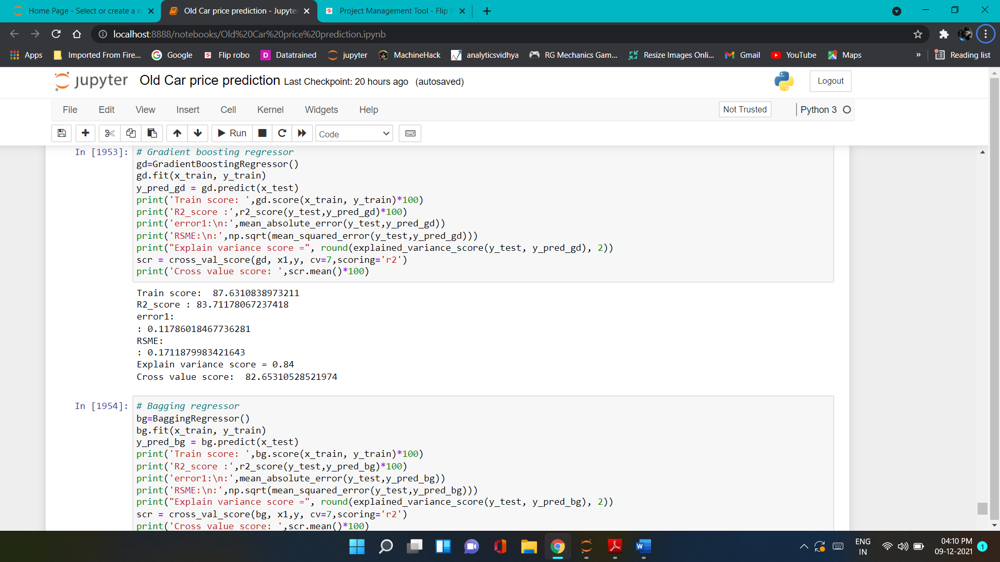 Home Page - Select or create a n
Old Car price prediction - Jupyte
Project Management Tool - Flip R
localhost:8888/notebooks/Old%20Car%20price%20prediction.ipynb
Apps
Imported From Fire...
Google
Flip robo
D
Datatrained
jupyter
MachineHack
analyticsvidhya
RG Mechanics Gam...
Resize Images Onli...
Gmail
YouTube
Maps
»
Reading list
jupyter
Old Car price prediction Last Checkpoint: 20 hours ago (autosaved)
Logout
File
Edit
View
Insert
Cell
Kernel
Widgets
Help
Not Trusted
Python 3
Run
Code
In [1953]:
# Gradient boosting regressor
gd=GradientBoostingRegressor()
gd.fit(x_train, y_train)
y_pred_gd = gd.predict(x_test)
print('Train score: ',gd.score(x_train, y_train)*100)
print('R2_score :',r2_score(y_test,y_pred_gd)*100)
print('error1:\n:',mean_absolute_error(y_test,y_pred_gd))
print('RSME:\n:',np.sqrt(mean_squared_error(y_test,y_pred_gd)))
print("Explain variance score =", round(explained_variance_score(y_test, y_pred_gd), 2))
scr = cross_val_score(gd, x1,y, cv=7,scoring='r2')
print('Cross value score: ',scr.mean()*100)
Train score:  87.6310838973211
R2_score : 83.71178067237418
error1:
: 0.11786018467736281
RSME:
: 0.1711879983421643
Explain variance score = 0.84
Cross value score:  82.65310528521974
In [1954]:
# Bagging regressor
bg=BaggingRegressor()
bg.fit(x_train, y_train)
y_pred_bg = bg.predict(x_test)
print('Train score: ',bg.score(x_train, y_train)*100)
print('R2_score :',r2_score(y_test,y_pred_bg)*100)
print('error1:\n:',mean_absolute_error(y_test,y_pred_bg))
print('RSME:\n:',np.sqrt(mean_squared_error(y_test,y_pred_bg)))
print("Explain variance score =", round(explained_variance_score(y_test, y_pred_bg), 2))
scr = cross_val_score(bg, x1,y, cv=7,scoring='r2')
print('Cross value score: ',scr.mean()*100)
W
ENG
IN
04:10 PM
09-12-2021
1